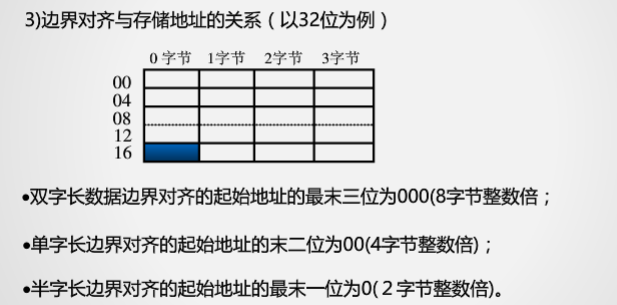 3)边界对齐与存储地址的关系（以32位为例）
0 字节 1字节 2字节 3字节
00
04
08
12
16
•双字长数据边界对齐的起始地址的最末三位为000(8字节整数倍；
•单字长边界对齐的起始地址的末二位为00(4字节整数倍)；
•半字长边界对齐的起始地址的最末一位为0(２字节整数倍)。